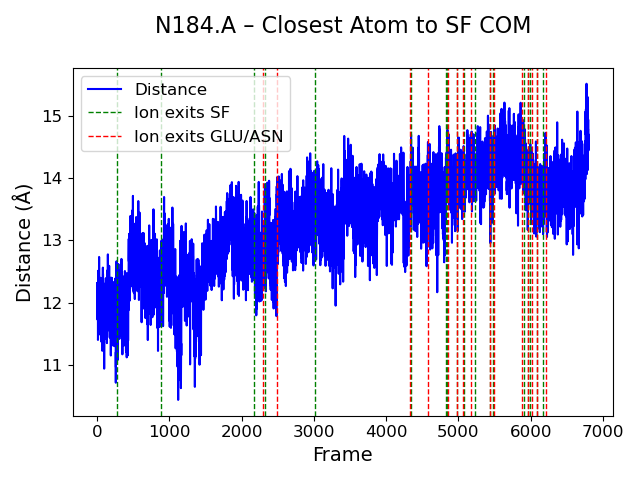 N184.A – Closest Atom to SF COM
Distance
Ion exits SF
Ion exits GLU/ASN
Distance (Å)
15
14
13
12
11
0 1000 2000 3000 4000 5000 6000 7000
Frame